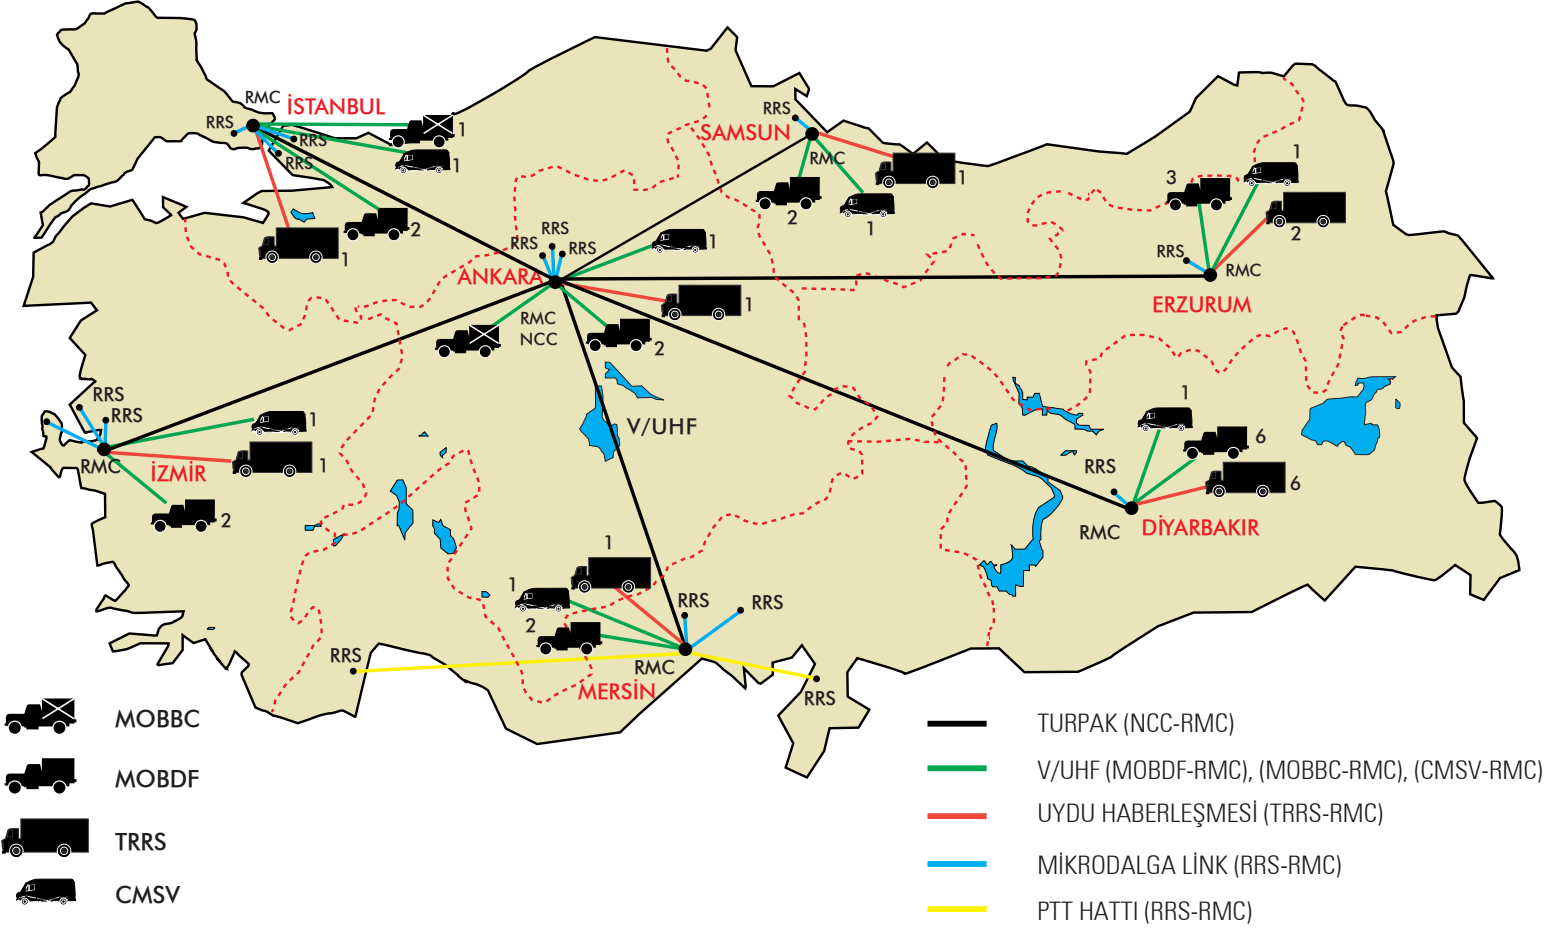 RMC
İSTANBUL
RRS
RRS
RRS
1
1
2
1
RRS
SAMSUN
RMC
1
2
1
3
1
2
RRS
RMC
ERZURUM
RRS
RRS
RRS
1
ANKARA
1
RMC
NCC
2
V/UHF
RRS
RRS
1
RMC
İZMİR
1
2
1
6
RRS
6
RMC
DİYARBAKIR
1
1
2
RRS
RRS
RMC
MERSİN
RRS
RRS
MOBBC
MOBDF
TRRS
CMSV
TURPAK (NCC-RMC)
V/UHF (MOBDF-RMC), (MOBBC-RMC), (CMSV-RMC)
UYDU HABERLEŞMESİ (TRRS-RMC)
MİKRODALGA LİNK (RRS-RMC)
PTT HATTI (RRS-RMC)